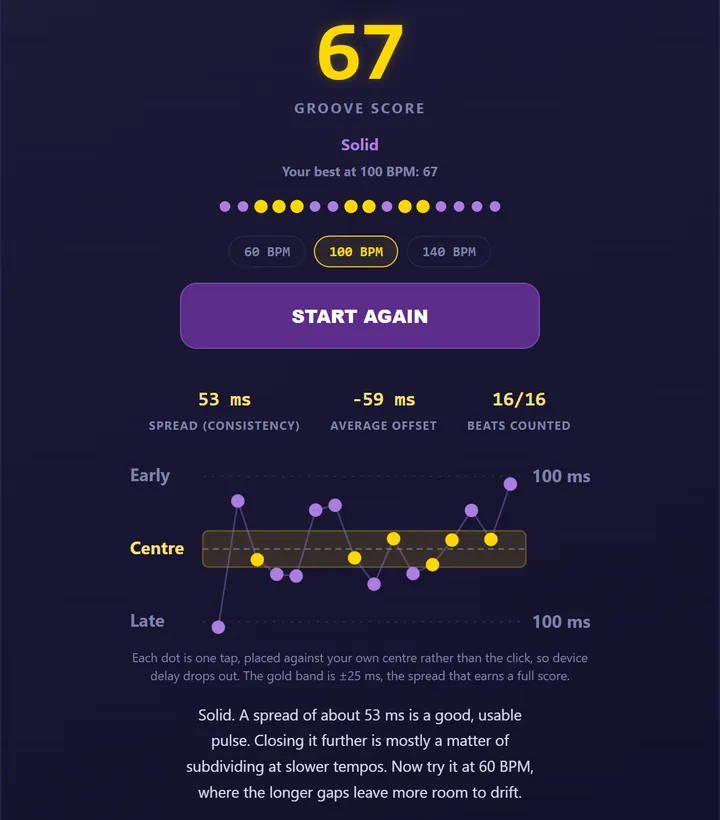 67
GROOVE SCORE
Solid
Your best at 100 BPM: 67
60 BPM 100 BPM 140 BPM
START AGAIN
53 ms -59 ms 16/16
SPREAD (CONSISTENCY) AVERAGE OFFSET BEATS COUNTED
Early 100 ms
Centre
Late 100 ms
Each dot is one tap, placed against your own centre rather than the click, so device
delay drops out. The gold band is ±25 ms, the spread that earns a full score.
Solid. A spread of about 53 ms is a good, usable
pulse. Closing it further is mostly a matter of
subdividing at slower tempos. Now try it at 60 BPM,
where the longer gaps leave more room to drift.